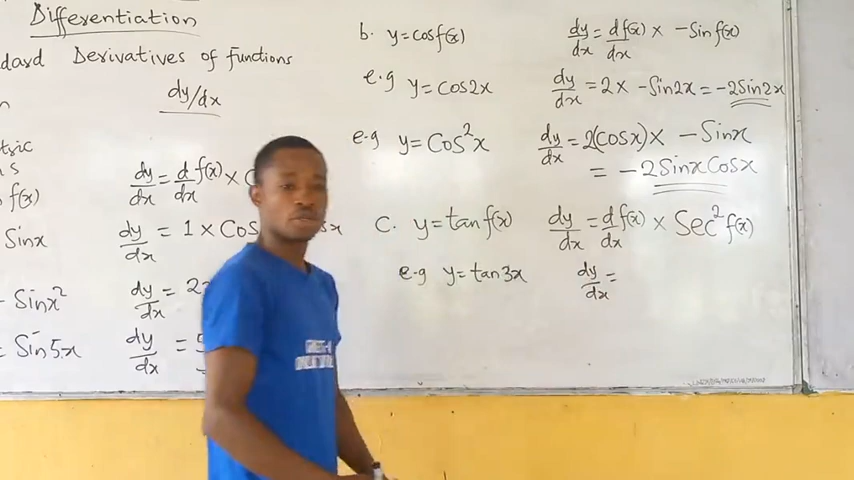 Differentiation
dard Derivatives of functions
dy/dx
dy/dx = d/dx f(x) ×
f(x)
Sinx
dy/dx = 1 × Cos
Sinx²
dy/dx = 2
= Sin5x
dy/dx = 5
b. y=cosf(x) dy/dx = df(x)/dx × -Sinf(x)
e.g y=Cos2x dy/dx = 2× -Sin2x = -2Sin2x
e.g y=Cos²x dy/dx = 2(Cosx)× -Sinx
= -2SinxCosx
C. y=tanf(x) dy/dx = d/dx f(x) × Sec²f(x)
e.g y=tan3x dy/dx =